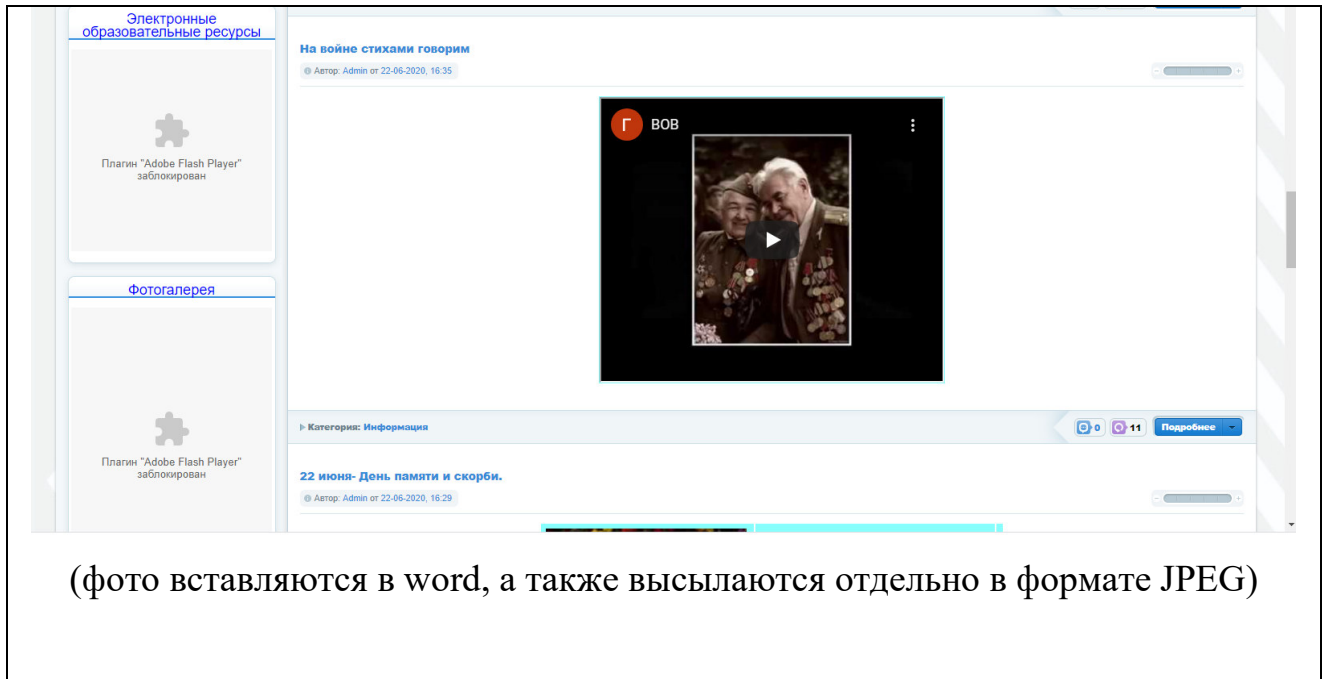 Электронные
образовательные ресурсы
Плагин "Adobe Flash Player"
заблокирован
Фотогалерея
Плагин "Adobe Flash Player"
заблокирован
На войне стихами говорим
Автор: Admin от 22-06-2020, 16:35
Г ВОВ
Категория: Информация
0 11 Подробнее
22 июня- День памяти и скорби.
Автор: Admin от 22-06-2020, 16:29
(фото вставляются в word, а также высылаются отдельно в формате JPEG)